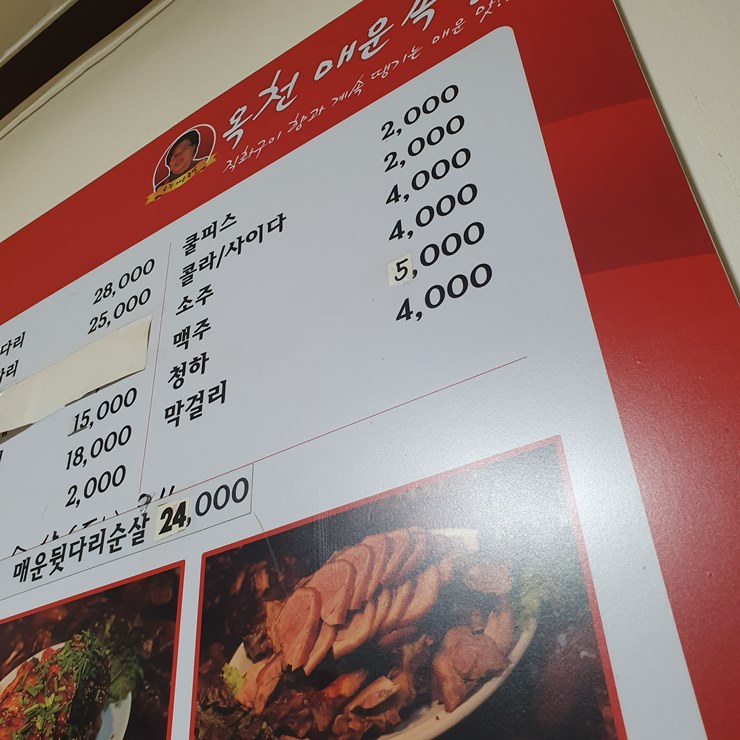 옥천 매운
직화구이 향과 계속 땡기는 매운 맛!
28,000
25,000
15,000
18,000
2,000
쿨피스 2,000
콜라/사이다 2,000
소주 4,000
맥주 4,000
청하 5,000
막걸리 4,000
매운뒷다리순살 24,000